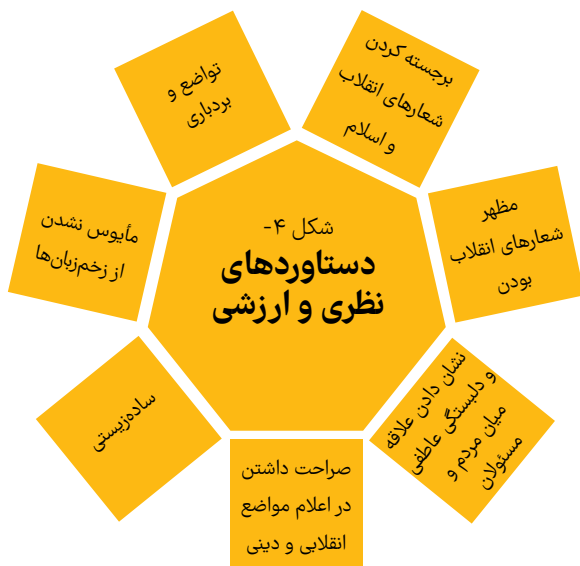 شکل ۴-
دستاوردهای
نظری و ارزشی
برجسته کردن
شعارهای انقلاب
و اسلام
مظهر
شعارهای انقلاب
بودن
نشان دادن علاقه
و دلبستگی عاطفی
میان مردم و
مسئولان
صراحت داشتن
در اعلام مواضع
انقلابی و دینی
ساده‌زیستی
مأیوس نشدن
از زخم‌زبان‌ها
تواضع و
بردباری